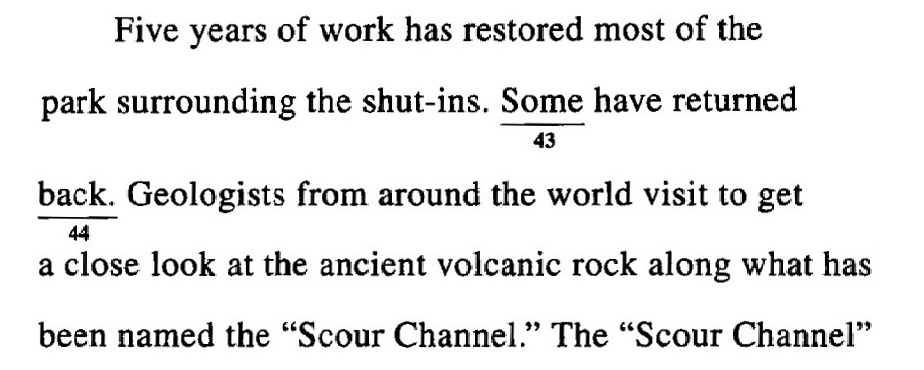 Five years of work has restored most of the
park surrounding the shut-ins. Some have returned
43
back. Geologists from around the world visit to get
44
a close look at the ancient volcanic rock along what has
been named the “Scour Channel.” The “Scour Channel”